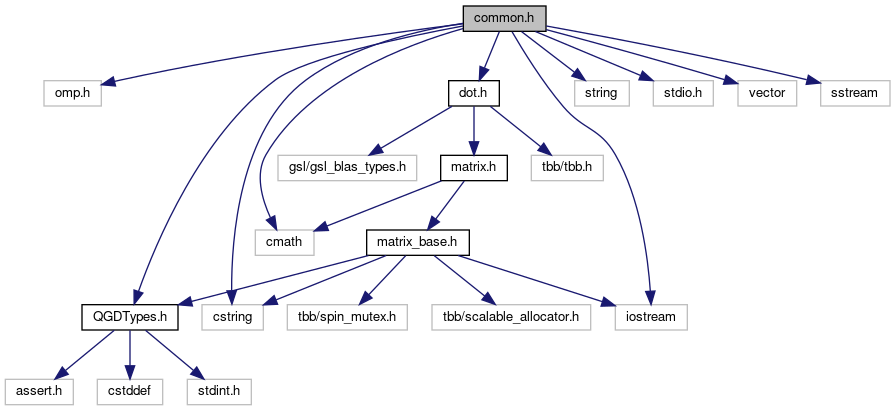 common.h
omp.h
dot.h
string
stdio.h
vector
sstream
gsl/gsl_blas_types.h
matrix.h
tbb/tbb.h
cmath
matrix_base.h
QGDTypes.h
cstring
tbb/spin_mutex.h
tbb/scalable_allocator.h
iostream
assert.h
cstddef
stdint.h